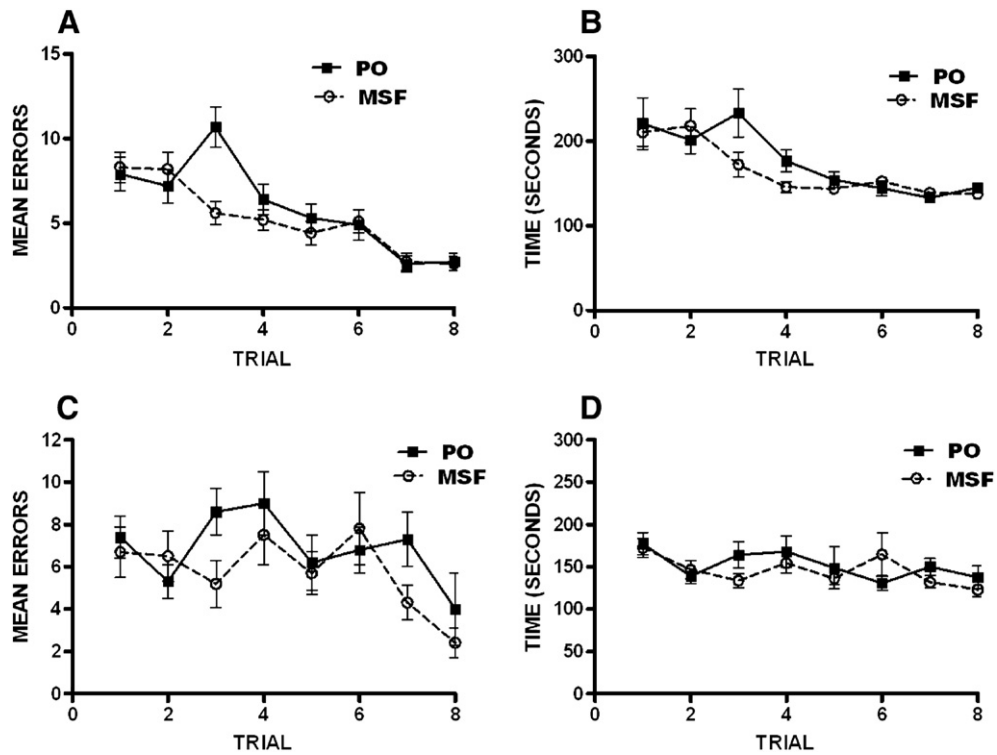 A
15
10
5
0
MEAN ERRORS
PO
MSF
0 2 4 6 8
TRIAL
B
300
200
100
0
TIME (SECONDS)
PO
MSF
0 2 4 6 8
TRIAL
C
12
10
8
6
4
2
0
MEAN ERRORS
PO
MSF
0 2 4 6 8
TRIAL
D
300
250
200
150
100
50
0
TIME (SECONDS)
PO
MSF
0 2 4 6 8
TRIAL